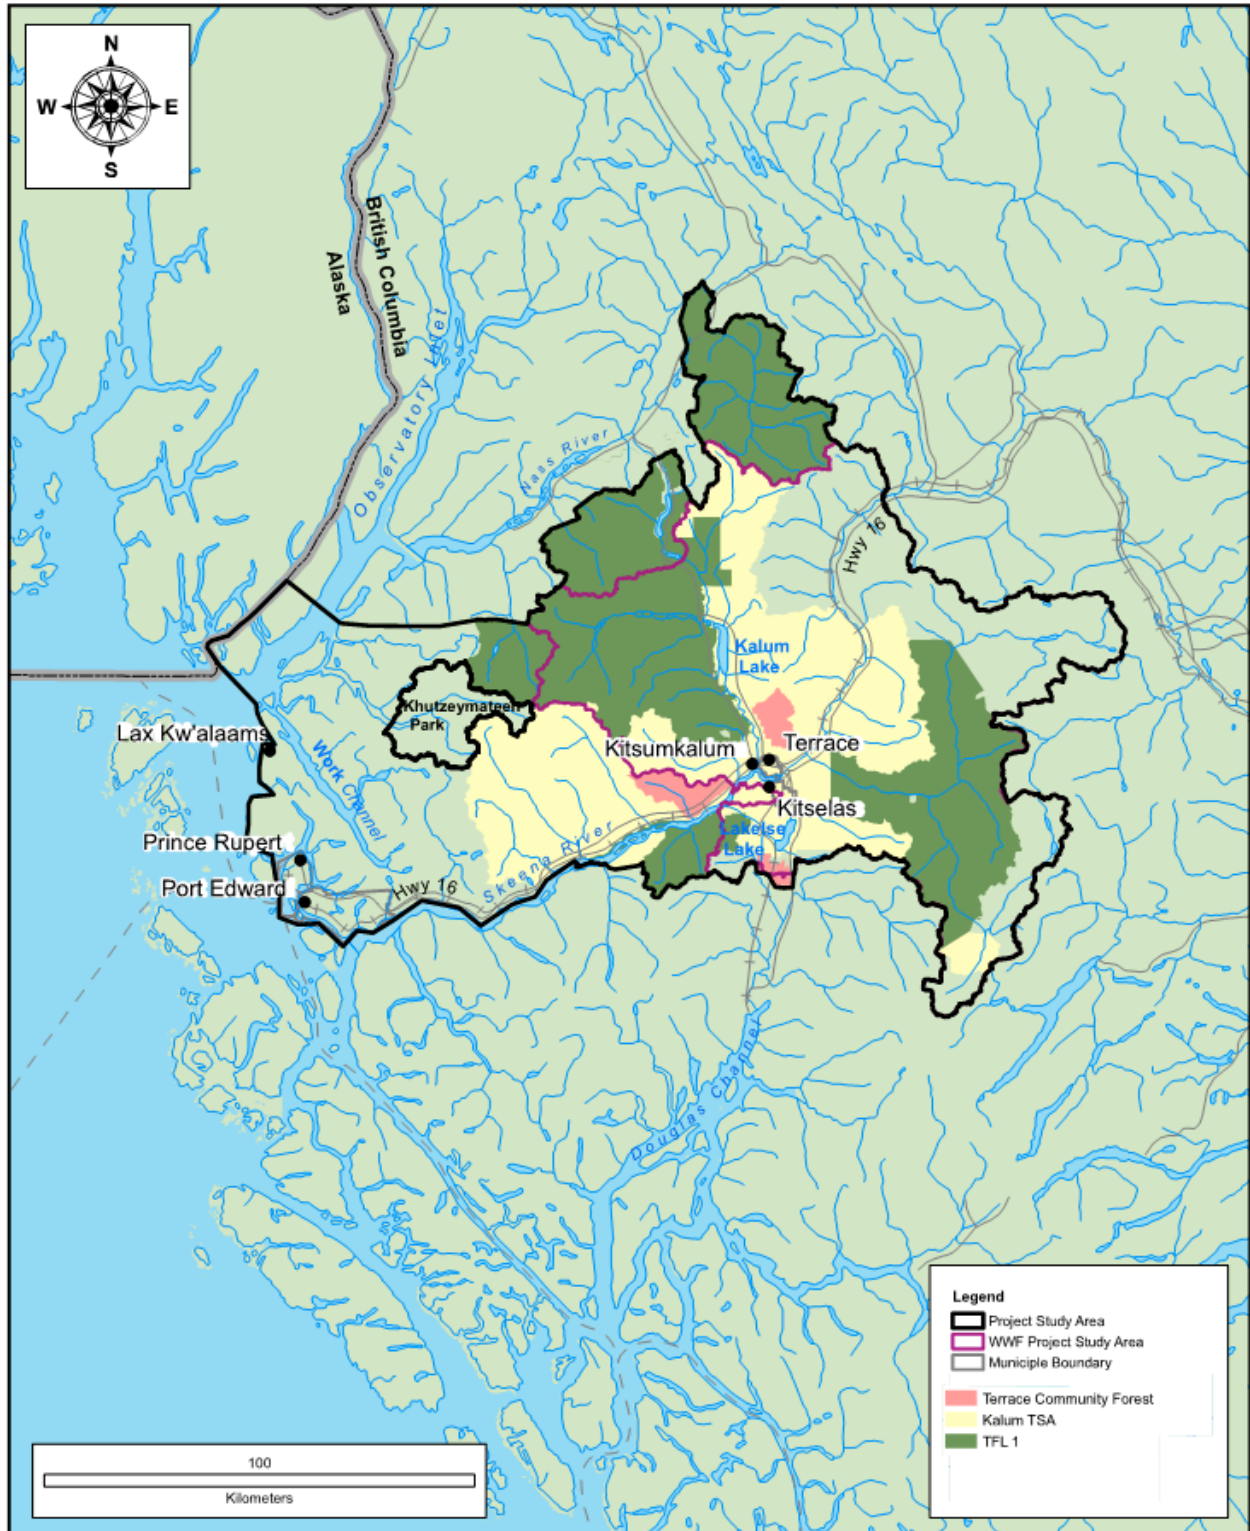 N
W
E
S
British Columbia
Alaska
Observatory Inlet
Naas River
Hwy 16
Kalum
Lake
Khutzeymateen
Park
Lax Kw'alaams
Work Channel
Kitsumkalum
Terrace
Kitselas
Lakelse
Lake
Prince Rupert
Port Edward
Hwy 16
Skeena River
Douglas Channel
Legend
Project Study Area
WWF Project Study Area
Municiple Boundary
Terrace Community Forest
Kalum TSA
TFL 1
100
Kilometers